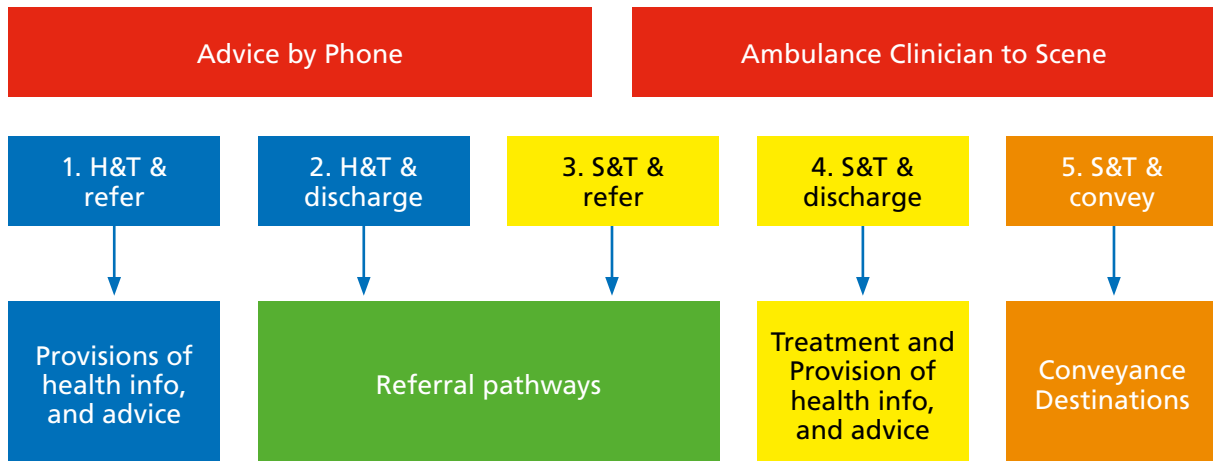 Advice by Phone
Ambulance Clinician to Scene
1. H&T &
refer
2. H&T &
discharge
3. S&T &
refer
4. S&T &
discharge
5. S&T &
convey
Provisions of
health info,
and advice
Referral pathways
Treatment and
Provision of
health info,
and advice
Conveyance
Destinations